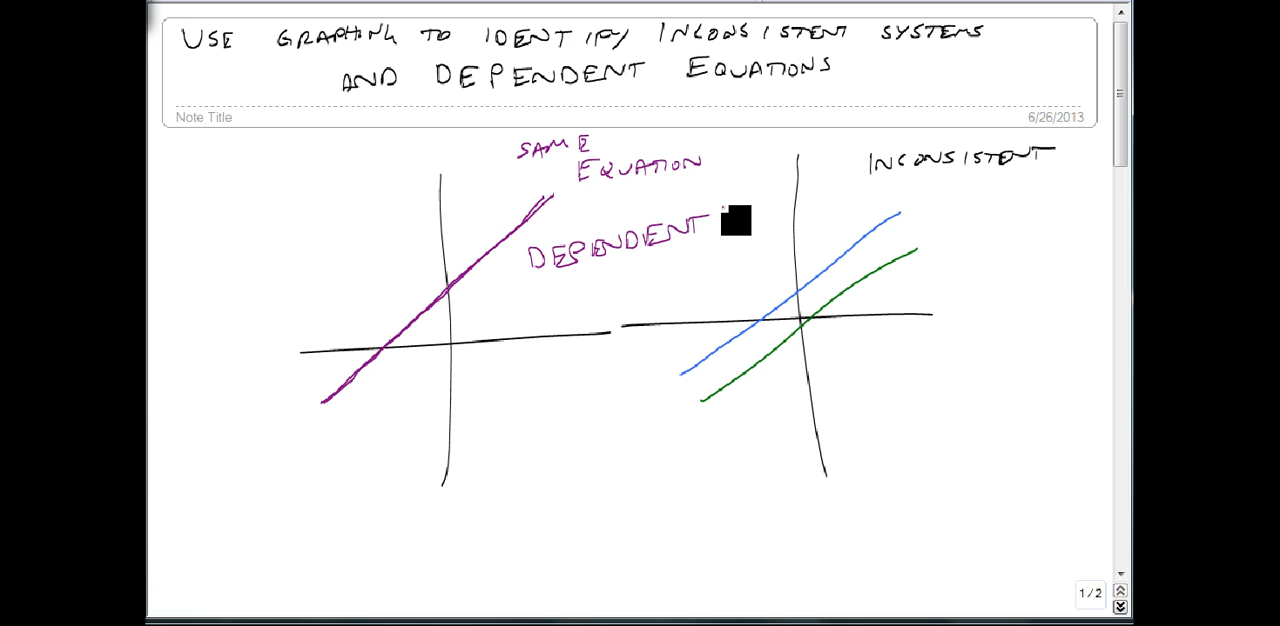 USE GRAPHING TO IDENTIFY INCONSISTENT SYSTEMS
AND DEPENDENT EQUATIONS
Note Title
6/26/2013
SAME
EQUATION
DEPENDENT
INCONSISTENT
1 / 2